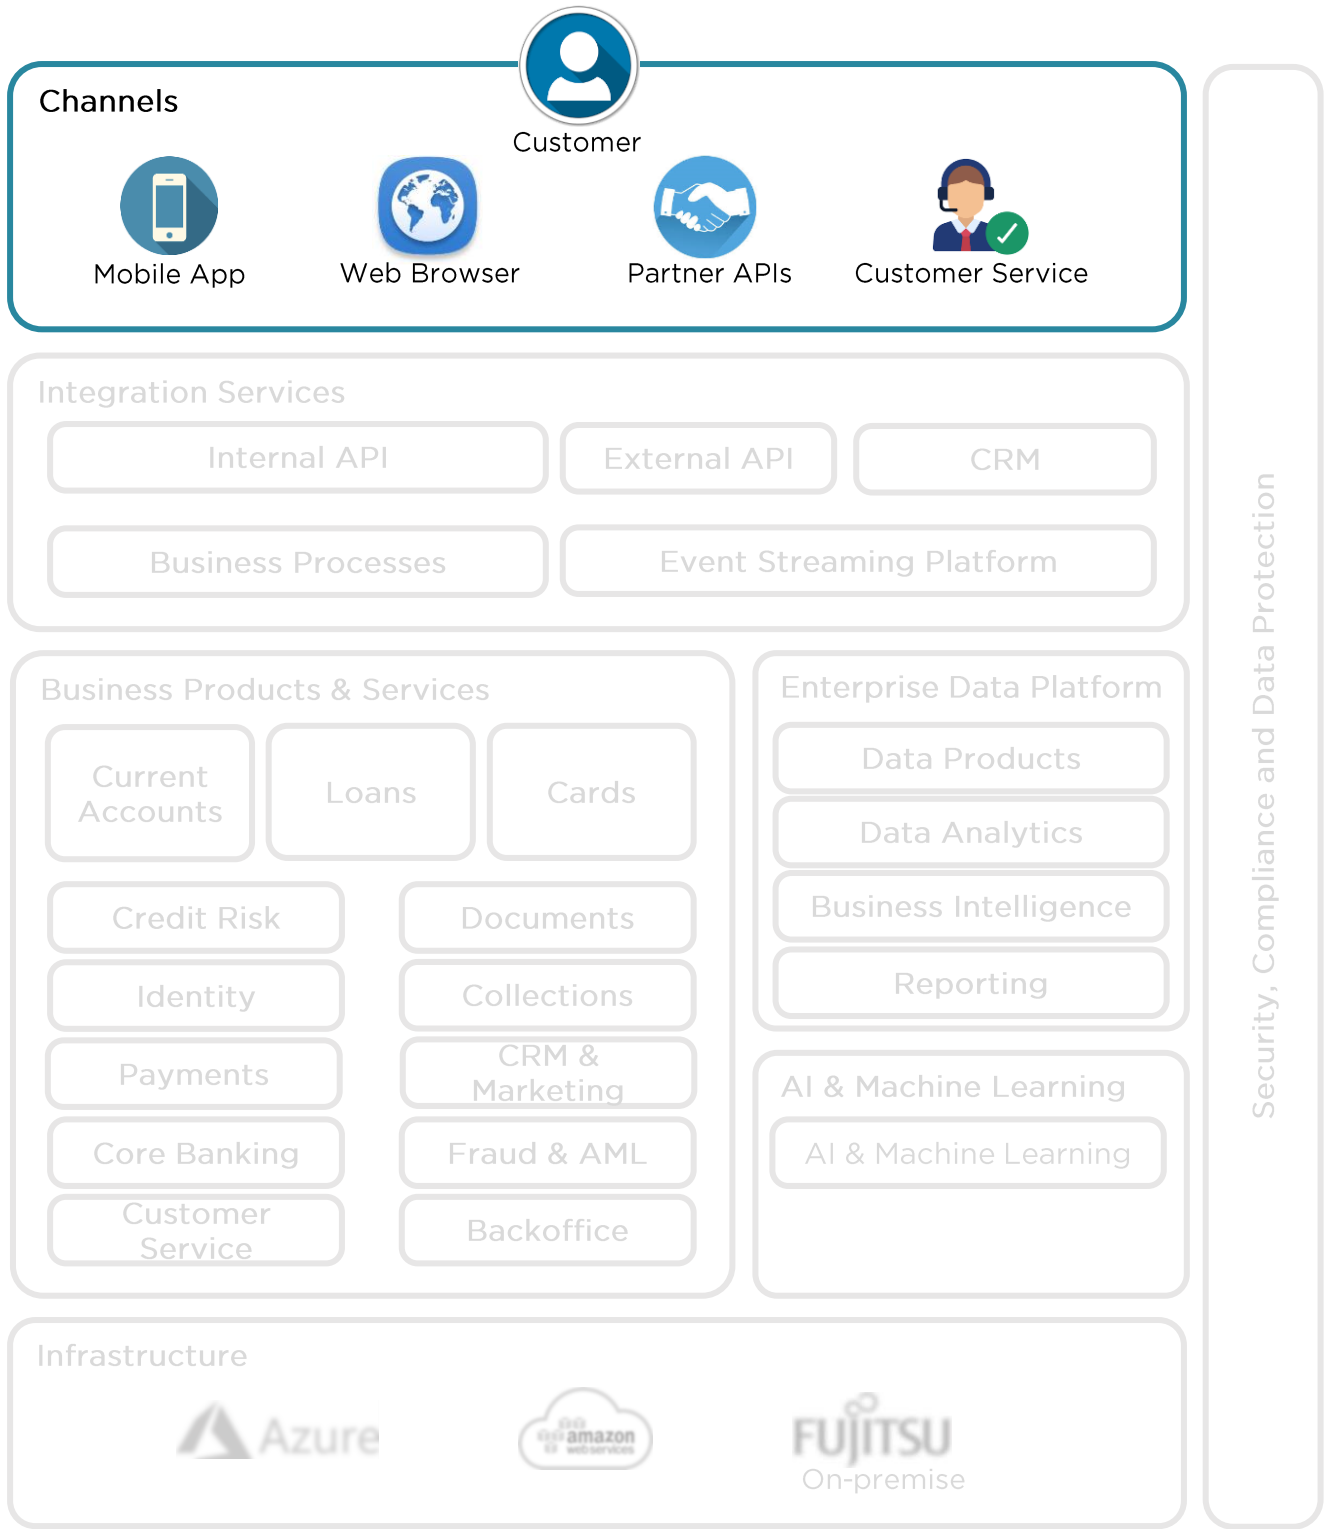 Channels
Customer
Mobile App
Web Browser
Partner APIs
Customer Service
Integration Services
Internal API
External API
CRM
Business Processes
Event Streaming Platform
Business Products & Services
Current
Accounts
Loans
Cards
Credit Risk
Documents
Identity
Collections
Payments
CRM &
Marketing
Core Banking
Fraud & AML
Customer
Service
Backoffice
Enterprise Data Platform
Data Products
Data Analytics
Business Intelligence
Reporting
AI & Machine Learning
AI & Machine Learning
Infrastructure
Azure
amazon
webservices
FUJITSU
On-premise
Security, Compliance and Data Protection